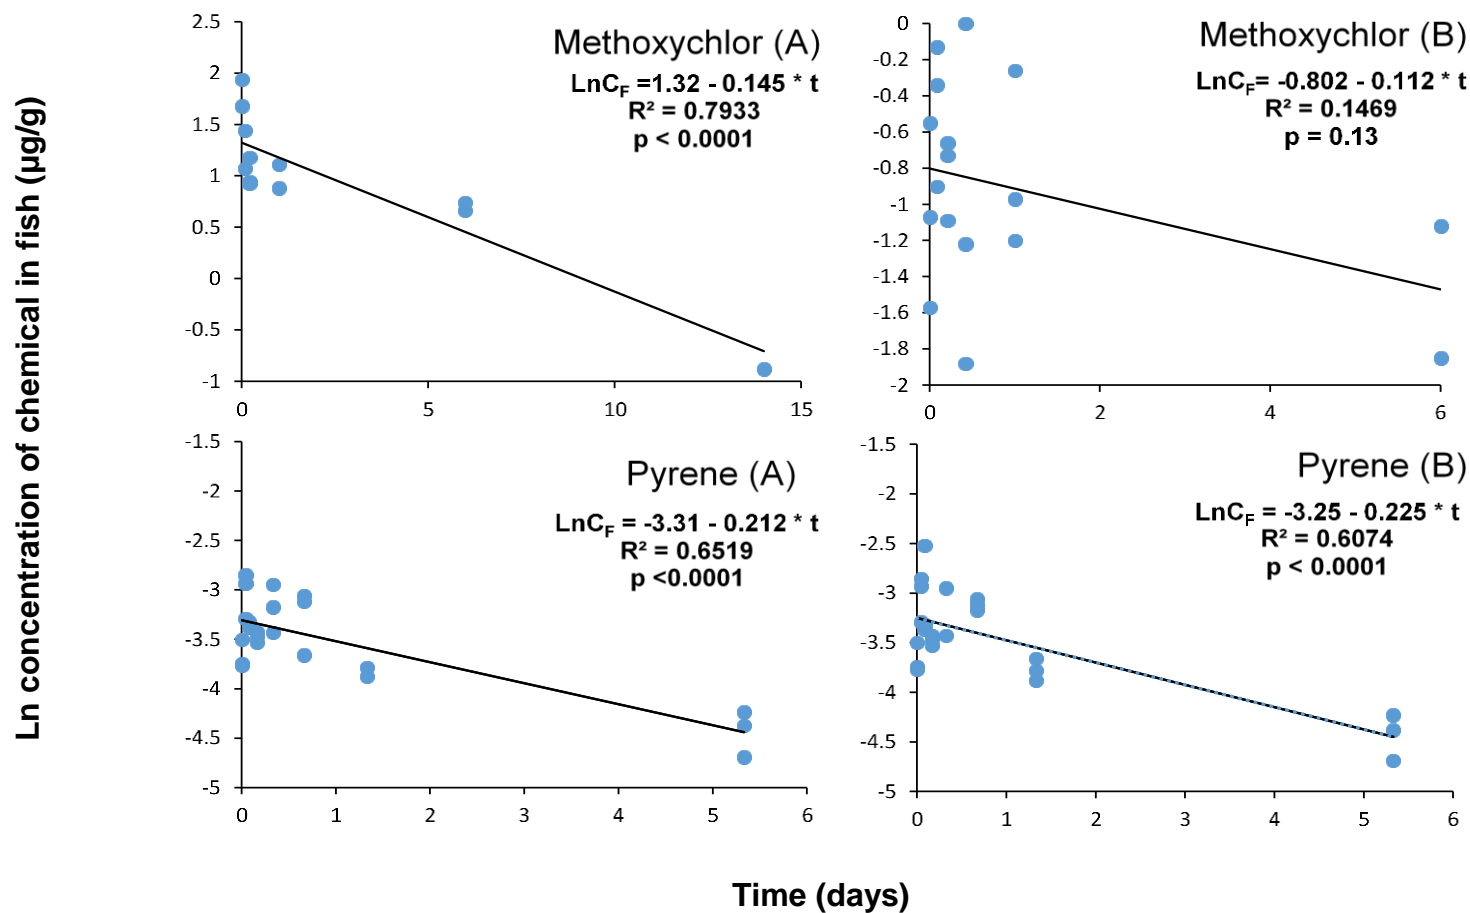 Ln concentration of chemical in fish (µg/g)
Methoxychlor (A)
LnCF =1.32 - 0.145 * t
R² = 0.7933
p < 0.0001
2.5
2
1.5
1
0.5
0
-0.5
-1
0 5 10 15
Methoxychlor (B)
LnCF= -0.802 - 0.112 * t
R² = 0.1469
p = 0.13
0
-0.2
-0.4
-0.6
-0.8
-1
-1.2
-1.4
-1.6
-1.8
-2
0 2 4 6
Pyrene (A)
LnCF = -3.31 - 0.212 * t
R² = 0.6519
p <0.0001
-1.5
-2
-2.5
-3
-3.5
-4
-4.5
-5
0 1 2 3 4 5 6
Pyrene (B)
LnCF = -3.25 - 0.225 * t
R² = 0.6074
p < 0.0001
-1.5
-2
-2.5
-3
-3.5
-4
-4.5
-5
0 1 2 3 4 5 6
Time (days)